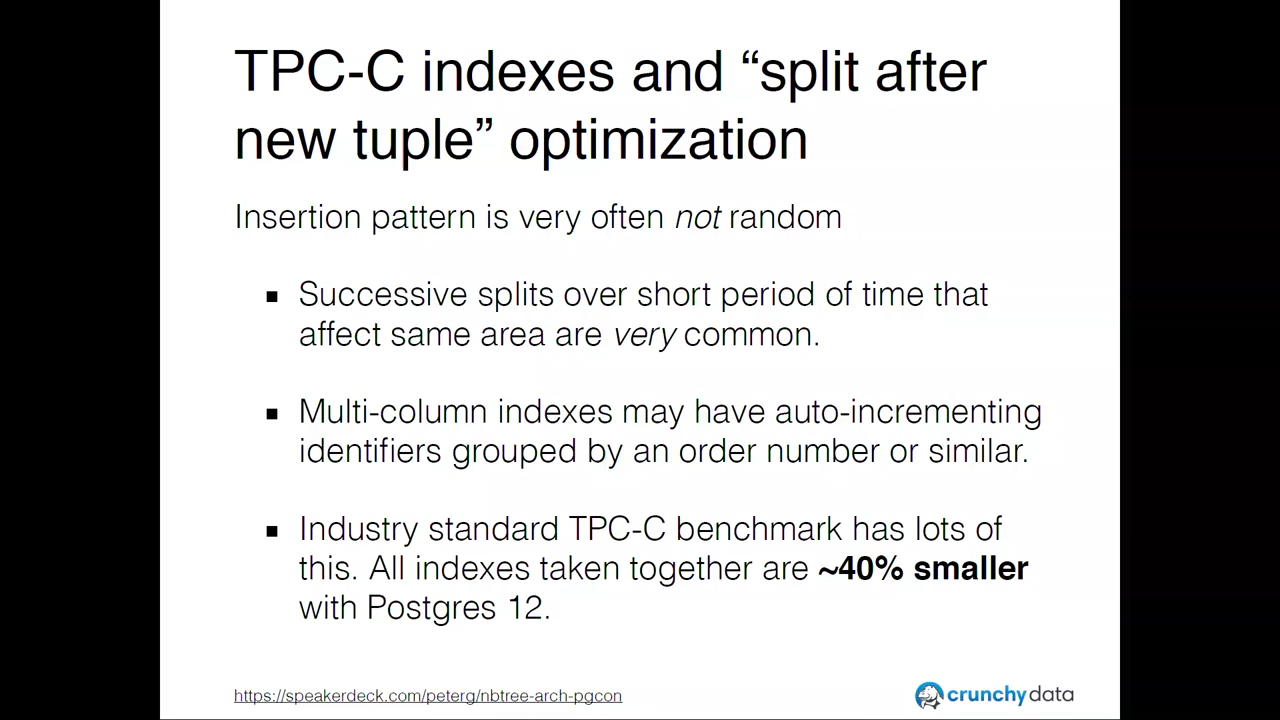 TPC-C indexes and “split after
new tuple” optimization
Insertion pattern is very often not random
▪ Successive splits over short period of time that
affect same area are very common.
▪ Multi-column indexes may have auto-incrementing
identifiers grouped by an order number or similar.
▪ Industry standard TPC-C benchmark has lots of
this. All indexes taken together are ~40% smaller
with Postgres 12.
https://speakerdeck.com/peterg/nbtree-arch-pgcon
crunchydata